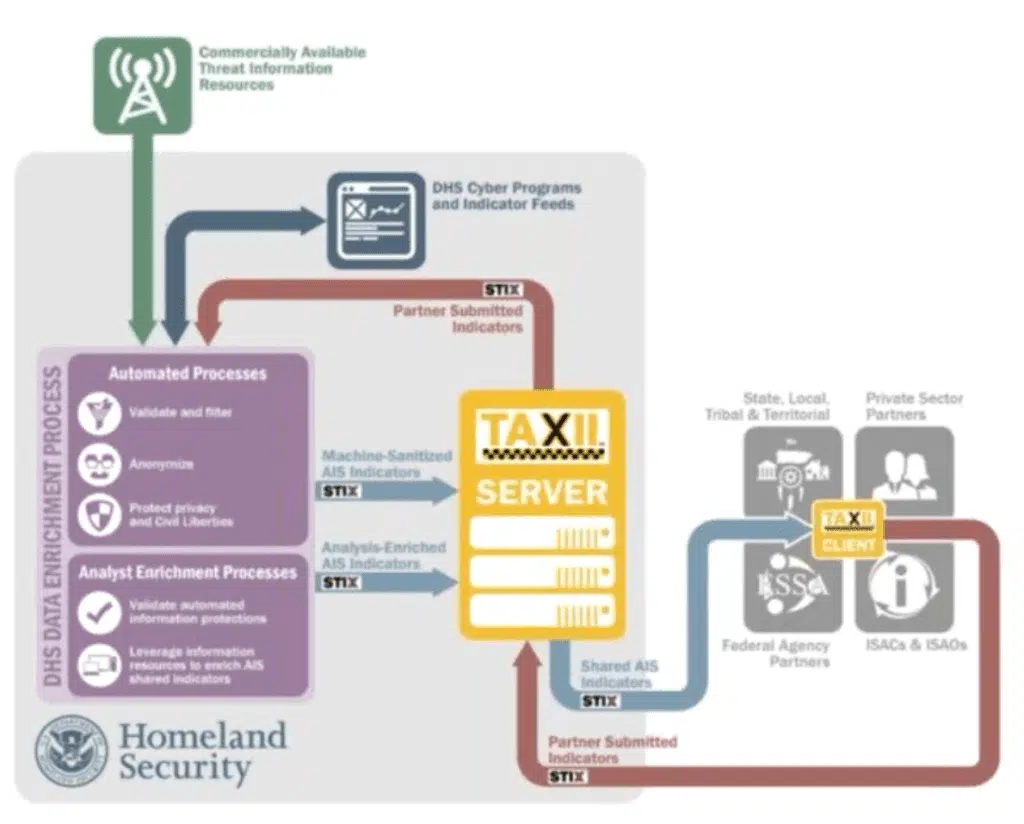 Commercially Available
Threat Information
Resources
DHS Cyber Programs
and Indicator Feeds
STIX
Partner Submitted
Indicators
DHS DATA ENRICHMENT PROCESS
Automated Processes
Validate and filter
Anonymize
Protect privacy
and Civil Liberties
Analyst Enrichment Processes
Validate automated
information protections
Leverage information
resources to enrich AIS
shared indicators
Machine-Sanitized
AIS Indicators
STIX
Analysis-Enriched
AIS Indicators
STIX
TAXII
SERVER
State, Local,
Tribal & Territorial
Private Sector
Partners
TAXII
CLIENT
ESSA
Federal Agency
Partners
ISACs & ISAOs
Shared AIS
Indicators
STIX
Partner Submitted
Indicators
STIX
Homeland
Security